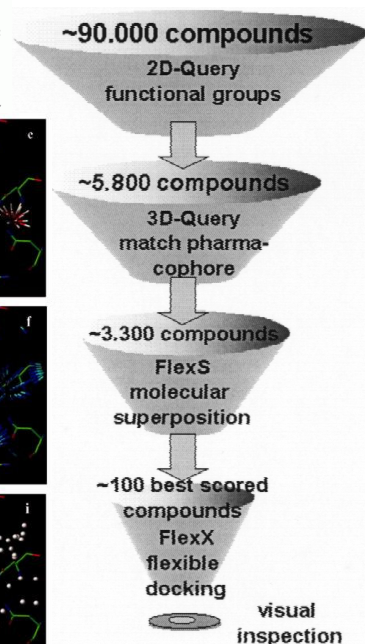 ~90.000 compounds
2D-Query
functional groups
e
~5.800 compounds
3D-Query
match pharma-
cophore
f
~3.300 compounds
FlexS
molecular
superposition
i
~100 best scored
compounds
FlexX
flexible
docking
visual
inspection